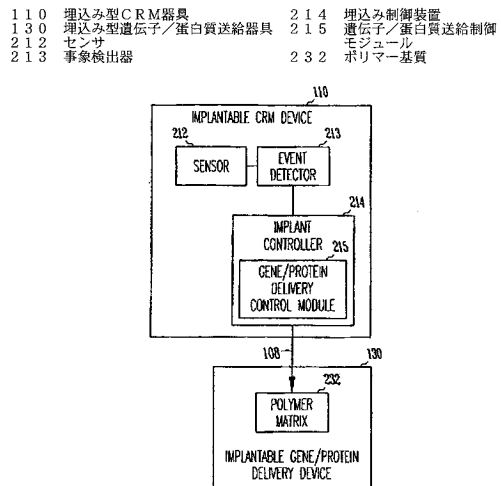 110 埋込み型CRM器具
130 埋込み型遺伝子/蛋白質送給器具
212 センサ
213 事象検出器
214 埋込み制御装置
215 遺伝子/蛋白質送給制御
モジュール
232 ポリマー基質
110
IMPLANTABLE CRM DEVICE
212
213
SENSOR
EVENT
DETECTOR
214
IMPLANT
CONTROLLER
215
GENE/PROTEIN
DELIVERY
CONTROL MODULE
108
130
232
POLYMER
MATRIX
IMPLANTABLE GENE/PROTEIN
DELIVERY DEVICE